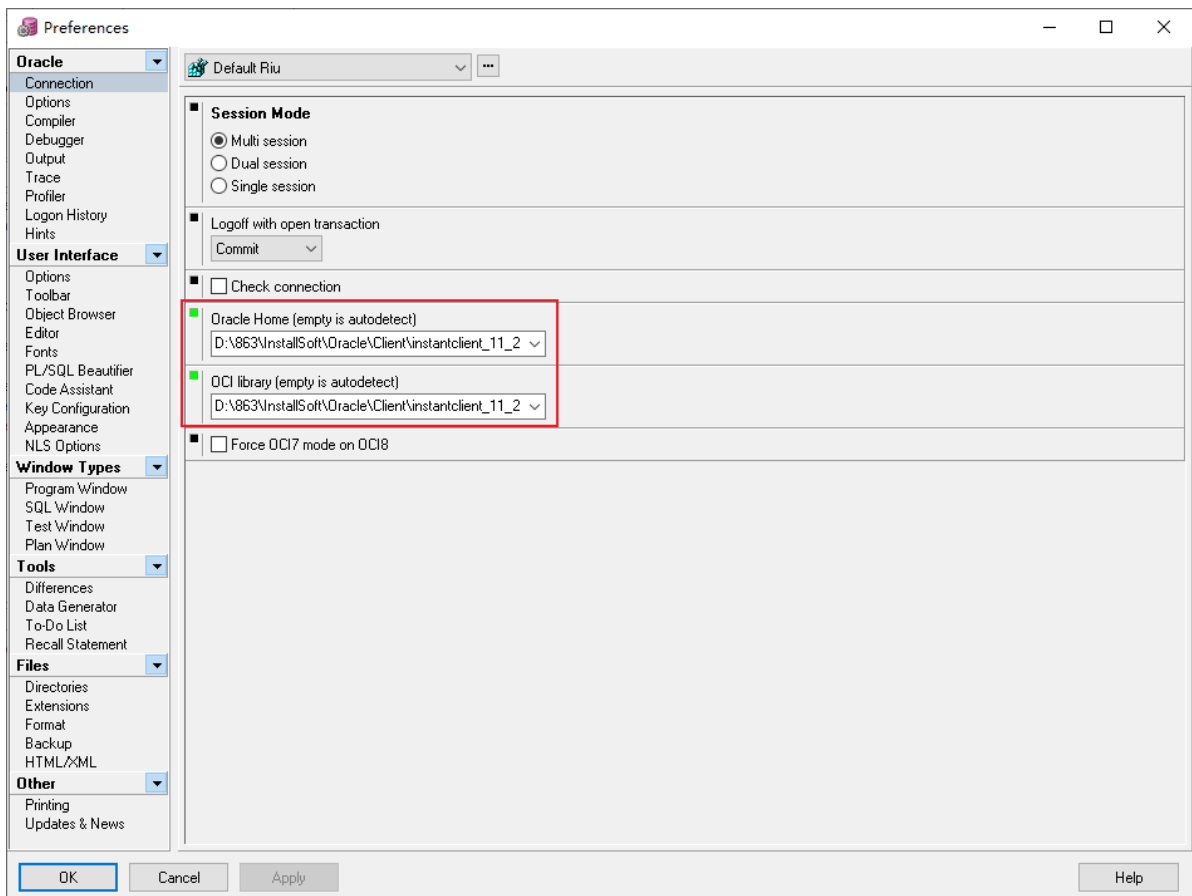 Preferences
Oracle
Connection
Options
Compiler
Debugger
Output
Trace
Profiler
Logon History
Hints
User Interface
Options
Toolbar
Object Browser
Editor
Fonts
PL/SQL Beautifier
Code Assistant
Key Configuration
Appearance
NLS Options
Window Types
Program Window
SQL Window
Test Window
Plan Window
Tools
Differences
Data Generator
To-Do List
Recall Statement
Files
Directories
Extensions
Format
Backup
HTML/XML
Other
Printing
Updates & News
Default Riu
Session Mode
Multi session
Dual session
Single session
Logoff with open transaction
Commit
Check connection
Oracle Home (empty is autodetect)
D:\863\InstallSoft\Oracle\Client\instantclient_11_2
OCI library (empty is autodetect)
D:\863\InstallSoft\Oracle\Client\instantclient_11_2
Force OCI7 mode on OCI8
OK
Cancel
Apply
Help